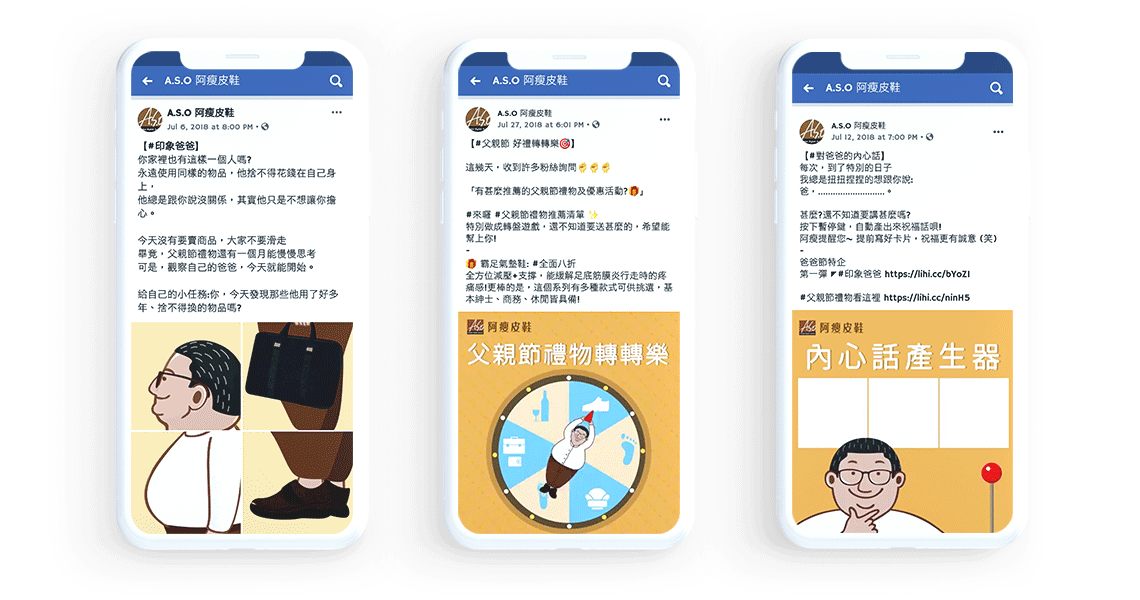 A.S.O 阿瘦皮鞋
A.S.O 阿瘦皮鞋
Jul 6, 2018 at 8:00 PM •
【#印象爸爸】
你家裡也有這樣一個人嗎?
永遠使用同樣的物品，他捨不得花錢在自己身
上，
他總是跟你說沒關係，其實他只是不想讓你擔
心。
今天沒有要賣商品，大家不要滑走
畢竟，父親節禮物還有一個月能慢慢思考
可是，觀察自己的爸爸，今天就能開始。
給自己的小任務:你，今天發現那些他用了好多
年、捨不得換的物品嗎?
A.S.O 阿瘦皮鞋
A.S.O 阿瘦皮鞋
Jul 27, 2018 at 6:01 PM •
【#父親節 好禮轉轉樂🎯】
這幾天，收到許多粉絲詢問
「有甚麼推薦的父親節禮物及優惠活動?🎁」
#來囉 #父親節禮物推薦清單 ✨
特別做成轉盤遊戲，還不知道要送甚麼的，希望能
幫上你!
-
🎁 霸足氣墊鞋: #全面八折
全方位減壓+支撐，能緩解足底筋膜炎行走時的疼
痛感!更棒的是，這個系列有多種款式可供挑選，基
本紳士、商務、休閒皆具備!
阿瘦皮鞋
父親節禮物轉轉樂
A.S.O 阿瘦皮鞋
A.S.O 阿瘦皮鞋
Jul 12, 2018 at 7:00 PM •
【#對爸爸的內心話】
每次，到了特別的日子
我總是扭扭捏捏的想跟你說:
爸，...........................。
甚麼?還不知道要講甚麼嗎?
按下暫停鍵，自動產出來祝福話唄!
阿瘦提醒您~ 提前寫好卡片，祝福更有誠意 (笑)
-
爸爸節特企
第一彈 ◤#印象爸爸 https://lihi.cc/bYoZI
#父親節禮物看這裡 https://lihi.cc/ninH5
阿瘦皮鞋
內心話產生器